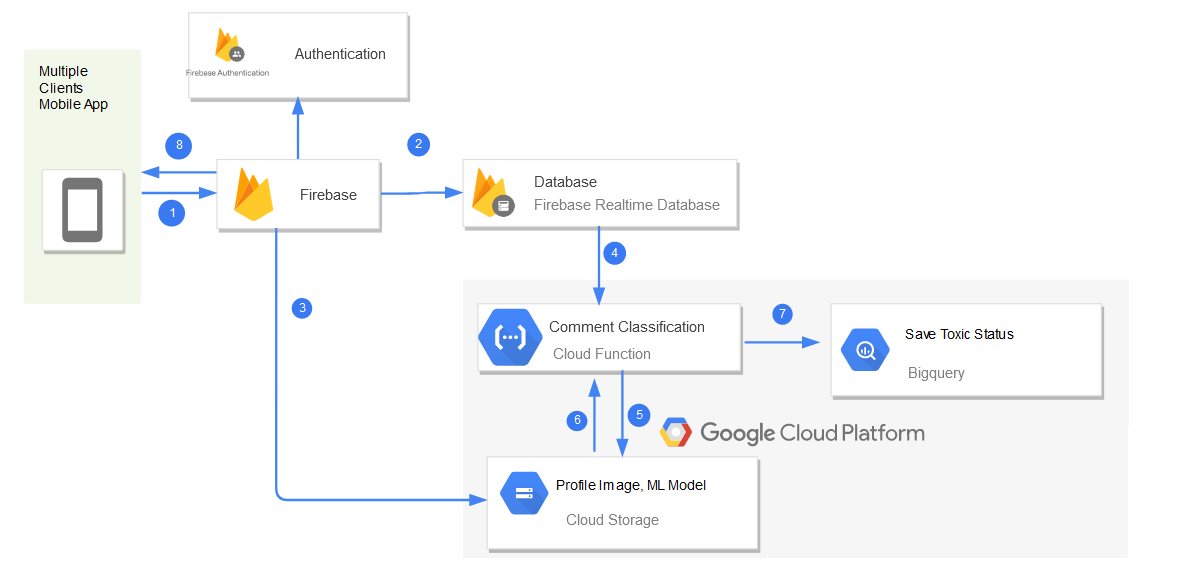 Firebase Authentication
Authentication
Multiple
Clients
Mobile App
8
1
Firebase
2
Database
Firebase Realtime Database
3
4
Comment Classification
Cloud Function
7
Save Toxic Status
Bigquery
6
5
Google Cloud Platform
Profile Image, ML Model
Cloud Storage